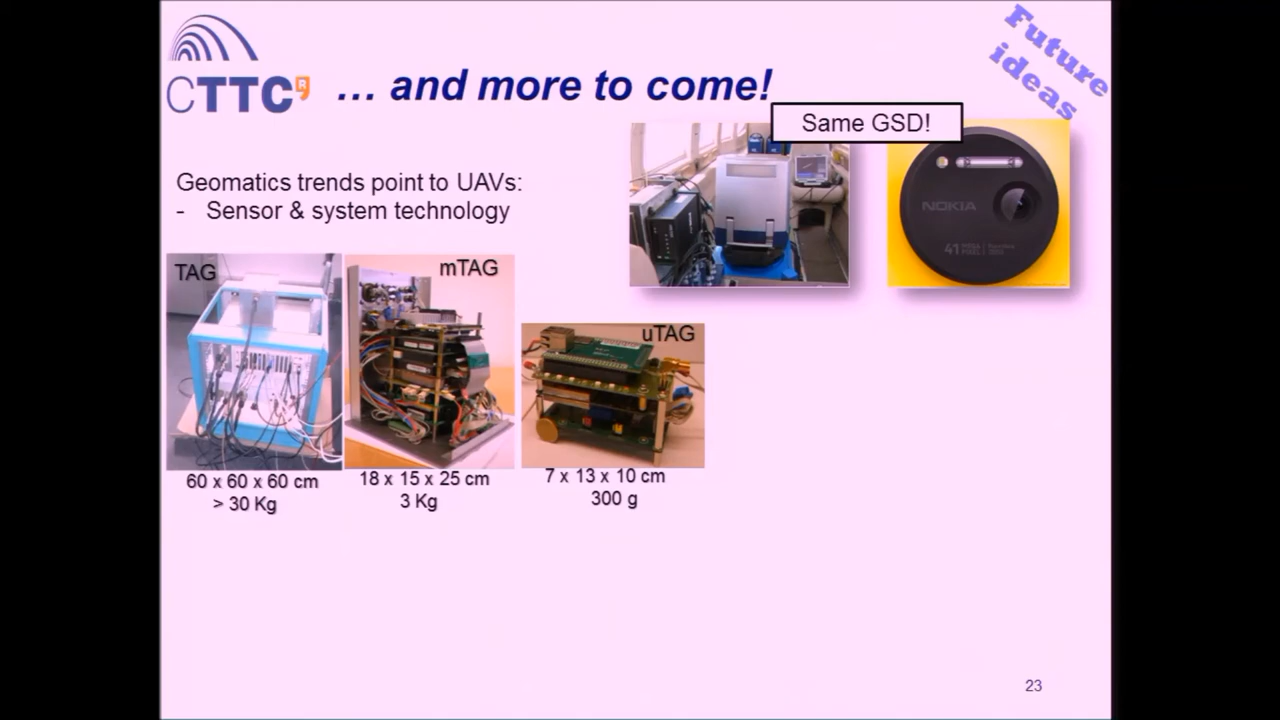 CTTC R
… and more to come!
Future
ideas
Same GSD!
Geomatics trends point to UAVs:
- Sensor & system technology
NOKIA
41 MEGA
PIXEL
TAG
mTAG
uTAG
60 x 60 x 60 cm
> 30 Kg
18 x 15 x 25 cm
3 Kg
7 x 13 x 10 cm
300 g
23